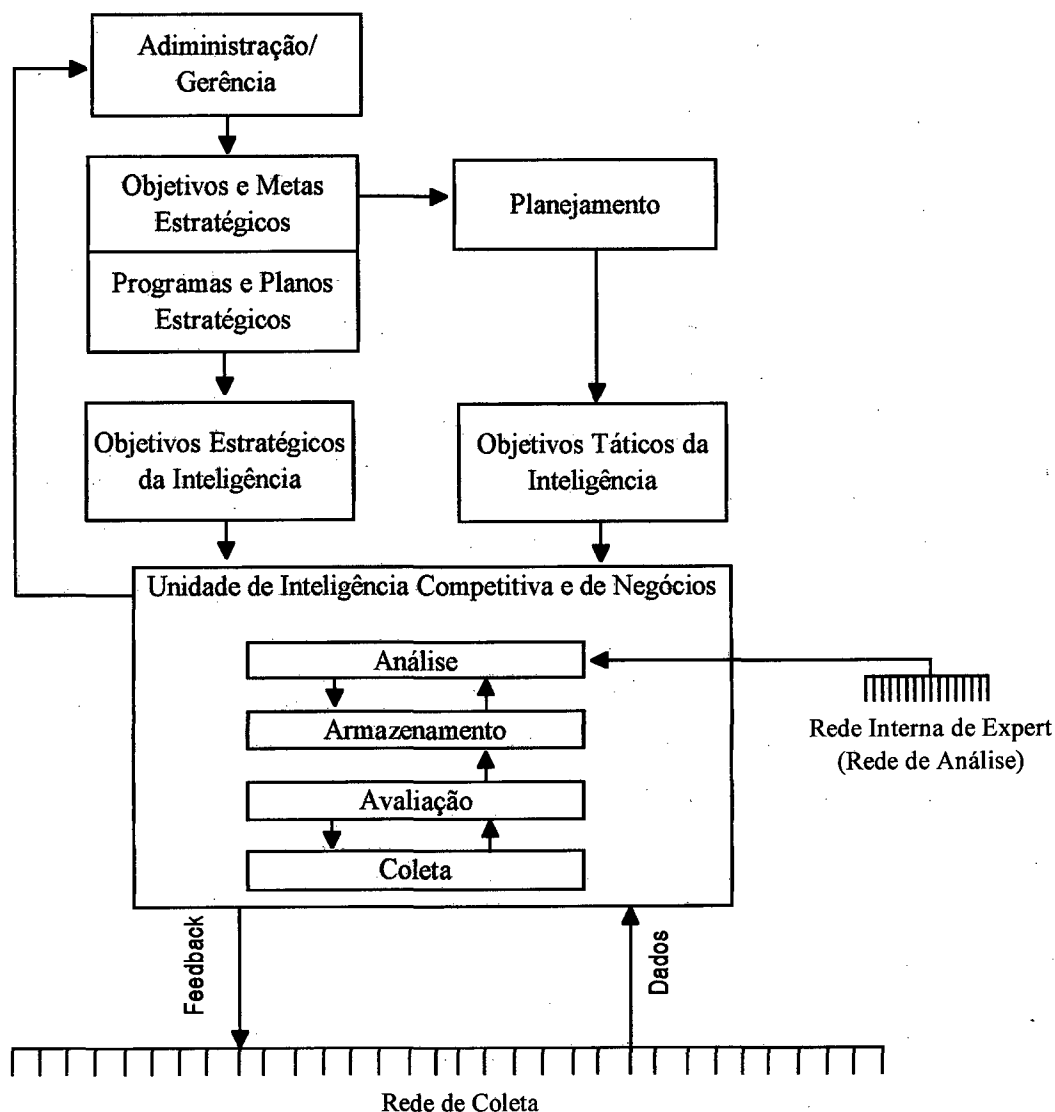 Adiministração/
Gerência
Objetivos e Metas
Estratégicos
Planejamento
Programas e Planos
Estratégicos
Objetivos Estratégicos
da Inteligência
Objetivos Táticos da
Inteligência
Unidade de Inteligência Competitiva e de Negócios
Análise
Armazenamento
Avaliação
Coleta
Rede Interna de Expert
(Rede de Análise)
Feedback
Dados
Rede de Coleta